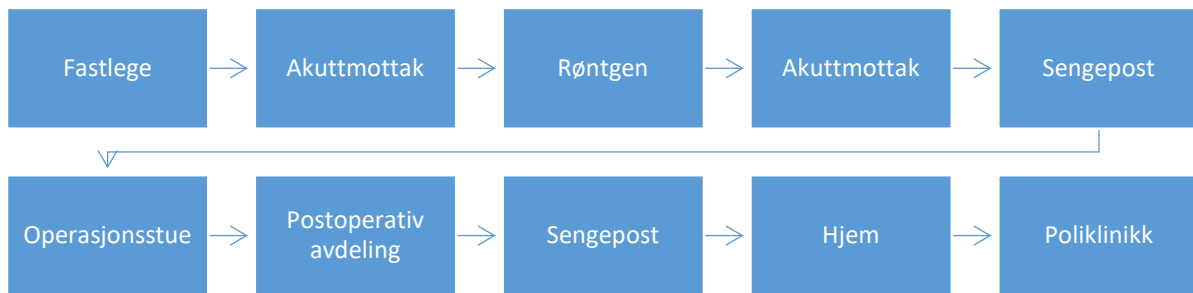 Fastlege
Akuttmottak
Røntgen
Akuttmottak
Sengepost
Operasjonsstue
Postoperativ
avdeling
Sengepost
Hjem
Poliklinikk